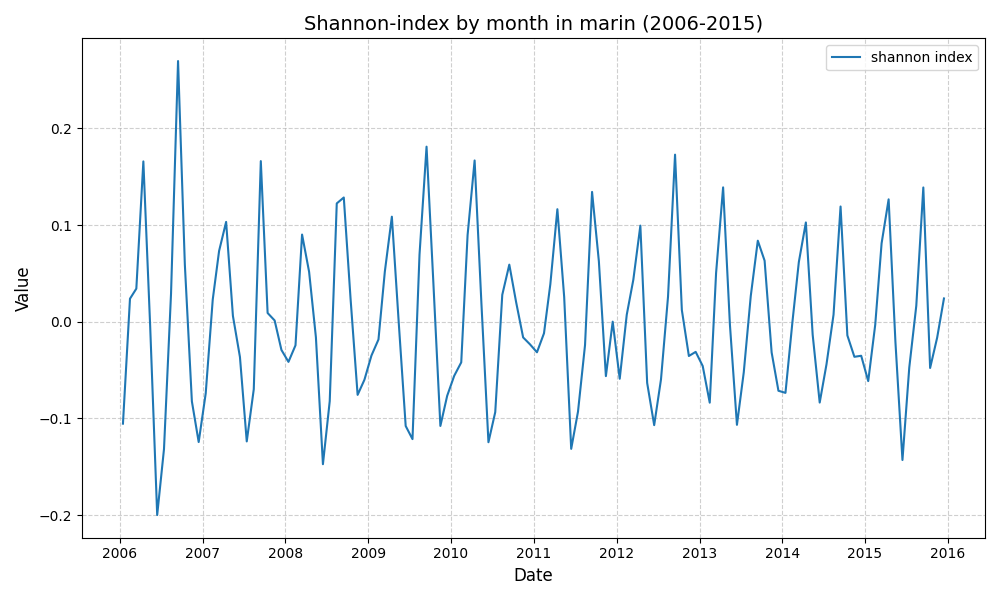 Shannon-index by month in marin (2006-2015)
shannon index
Value
0.2
0.1
0.0
−0.1
−0.2
2006 2007 2008 2009 2010 2011 2012 2013 2014 2015 2016
Date